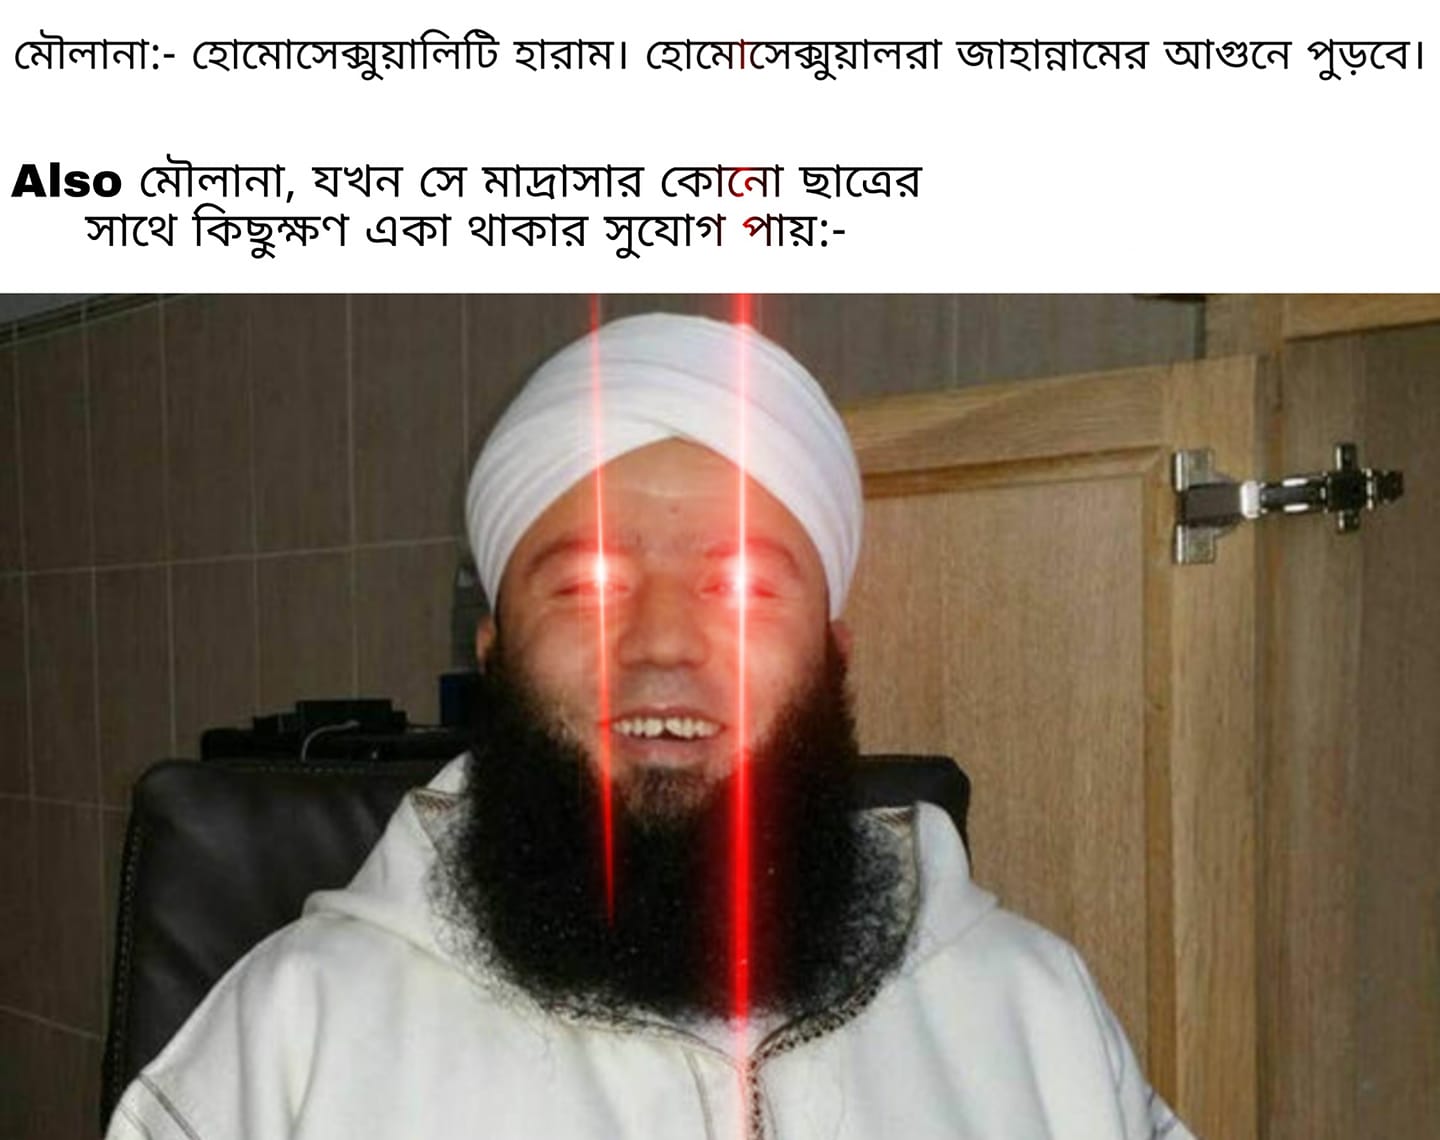 মৌলানা:- হোমোসেক্সুয়ালিটি হারাম। হোমোসেক্সুয়ালরা জাহান্নামের আগুনে পুড়বে।
Also মৌলানা, যখন সে মাদ্রাসার কোনো ছাত্রের
সাথে কিছুক্ষণ একা থাকার সুযোগ পায়:-